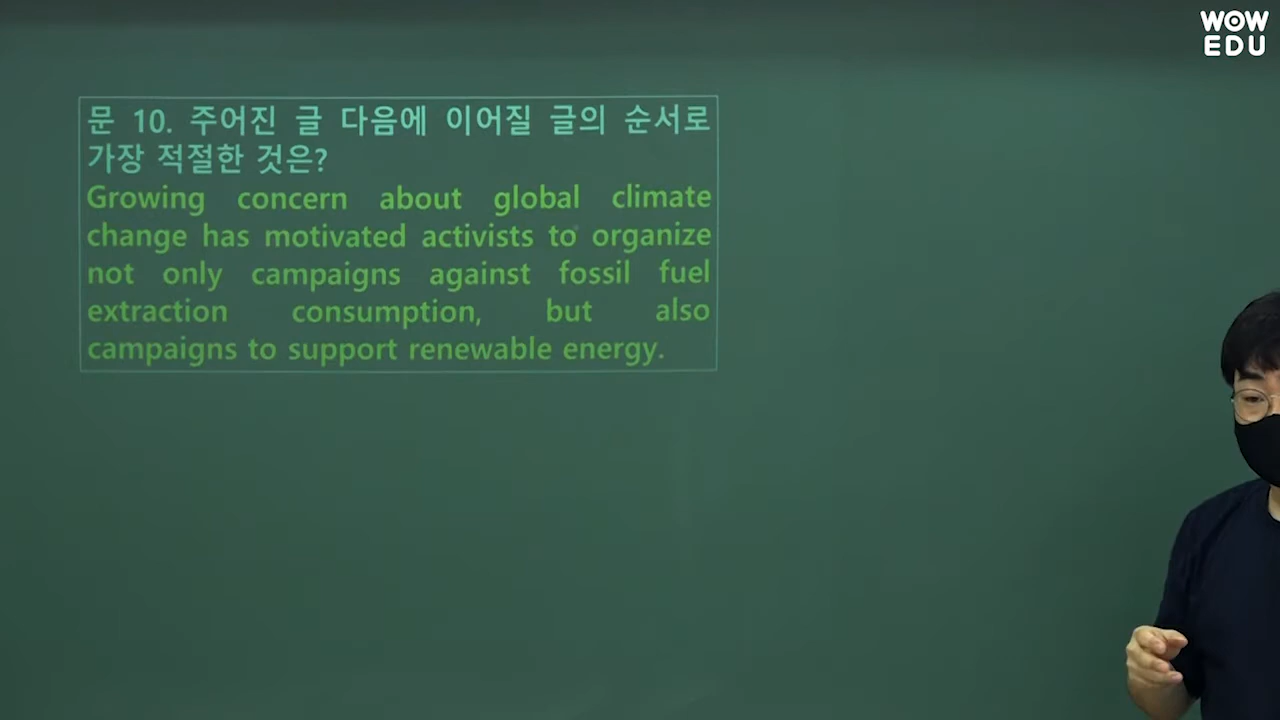 WOW
EDU
문 10. 주어진 글 다음에 이어질 글의 순서로
가장 적절한 것은?
Growing concern about global climate
change has motivated activists to organize
not only campaigns against fossil fuel
extraction consumption, but also
campaigns to support renewable energy.